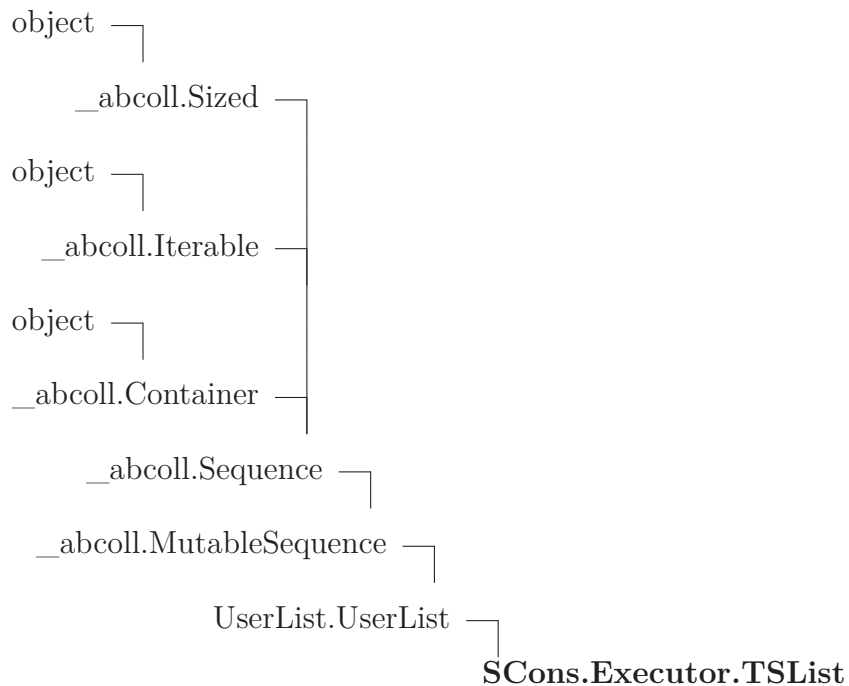 object
_abcoll.Sized
object
_abcoll.Iterable
object
_abcoll.Container
_abcoll.Sequence
_abcoll.MutableSequence
UserList.UserList
SCons.Executor.TSList